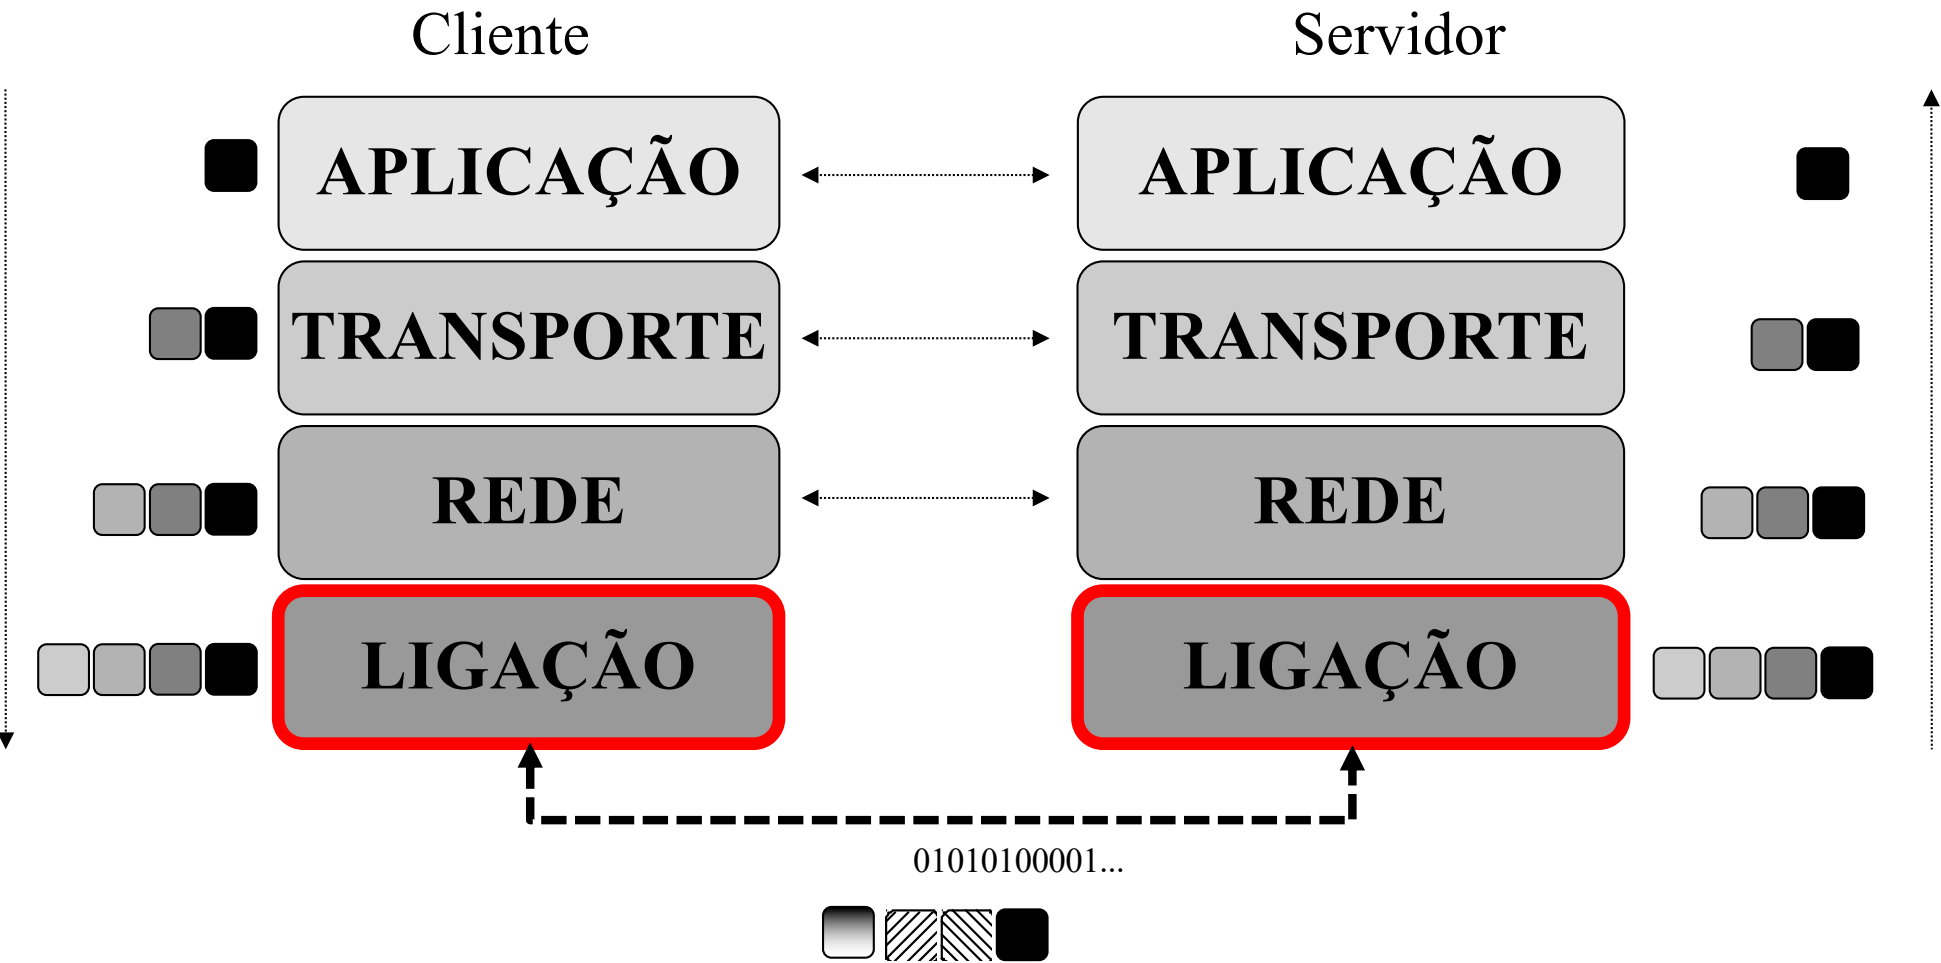 Cliente
Servidor
APLICAÇÃO
APLICAÇÃO
TRANSPORTE
TRANSPORTE
REDE
REDE
LIGAÇÃO
LIGAÇÃO
01010100001...